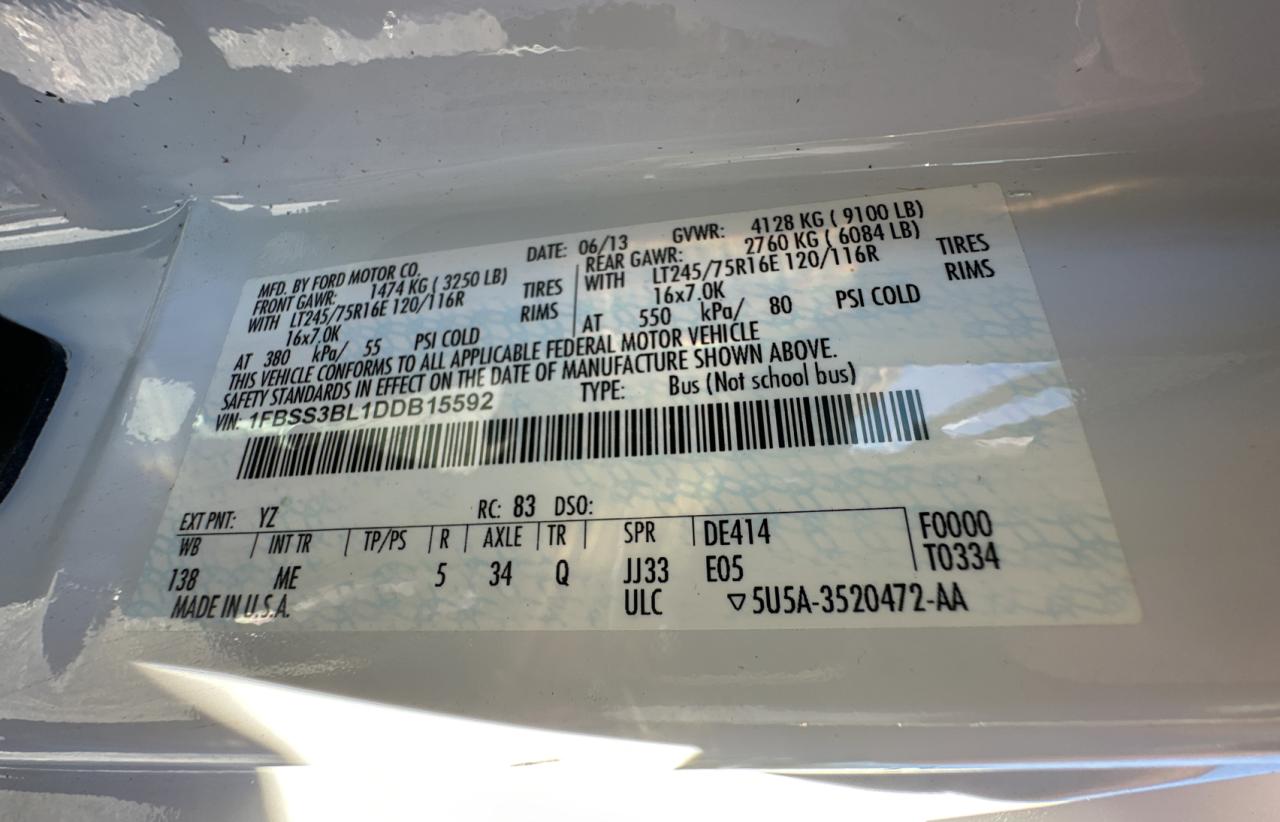 MFD. BY FORD MOTOR CO.
DATE: 06/13 GVWR: 4128 KG ( 9100 LB)
FRONT GAWR: 1474 KG ( 3250 LB)
WITH LT245/75R16E 120/116R TIRES
16x7.0K RIMS
AT 380 kPa/ 55 PSI COLD
REAR GAWR: 2760 KG ( 6084 LB)
WITH LT245/75R16E 120/116R TIRES
16x7.0K RIMS
AT 550 kPa/ 80 PSI COLD
THIS VEHICLE CONFORMS TO ALL APPLICABLE FEDERAL MOTOR VEHICLE
SAFETY STANDARDS IN EFFECT ON THE DATE OF MANUFACTURE SHOWN ABOVE.
VIN: 1FBSS3BL1DDB15592
TYPE: Bus (Not school bus)
EXT PNT: YZ RC: 83 DSO:
WB INT TR TP/PS R AXLE TR SPR DE414 F0000
138 ME 5 34 Q JJ33 E05 T0334
MADE IN U.S.A. ULC ▽5U5A-3520472-AA